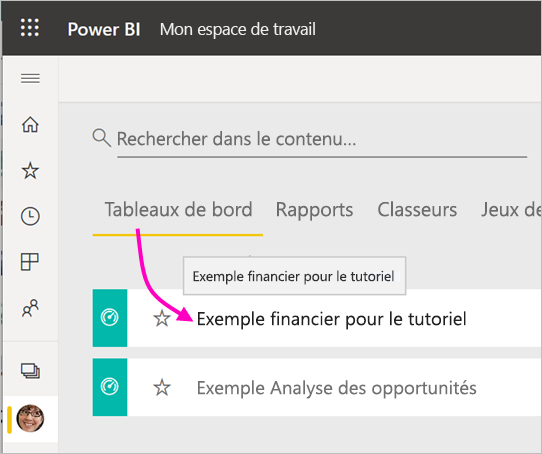 Power BI Mon espace de travail
Rechercher dans le contenu...
Tableaux de bord Rapports Classeurs Jeux de
Exemple financier pour le tutoriel
Exemple financier pour le tutoriel
Exemple Analyse des opportunités